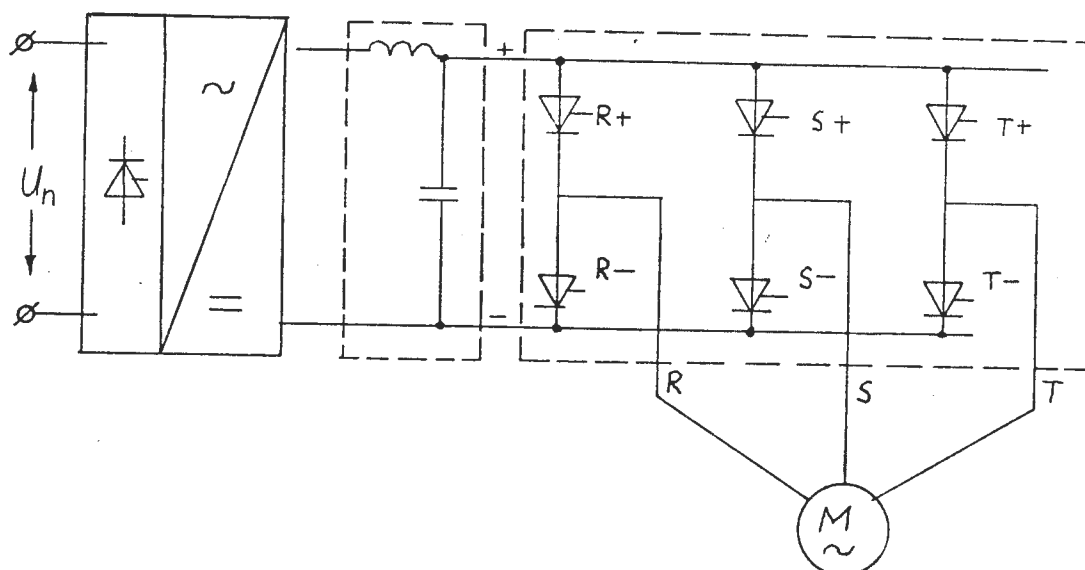 Un
~
=
+
-
R+
S+
T+
R-
S-
T-
R
S
T
M
~